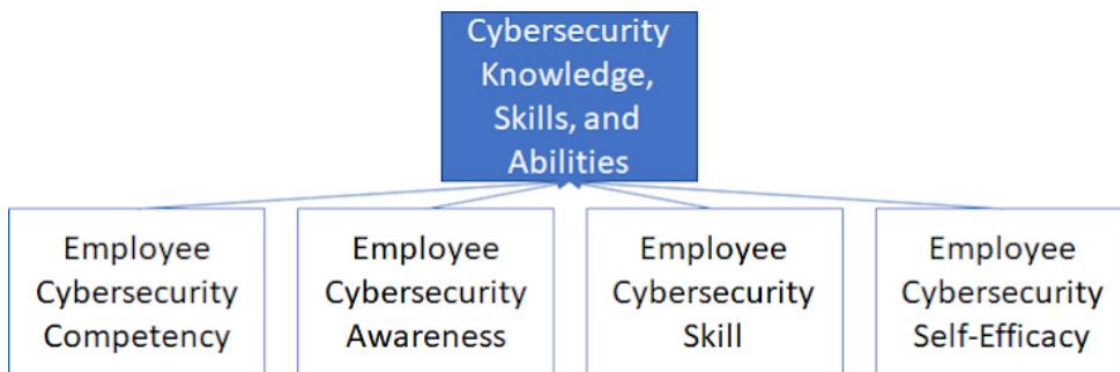 Cybersecurity
Knowledge,
Skills, and
Abilities
Employee
Cybersecurity
Competency
Employee
Cybersecurity
Awareness
Employee
Cybersecurity
Skill
Employee
Cybersecurity
Self-Efficacy